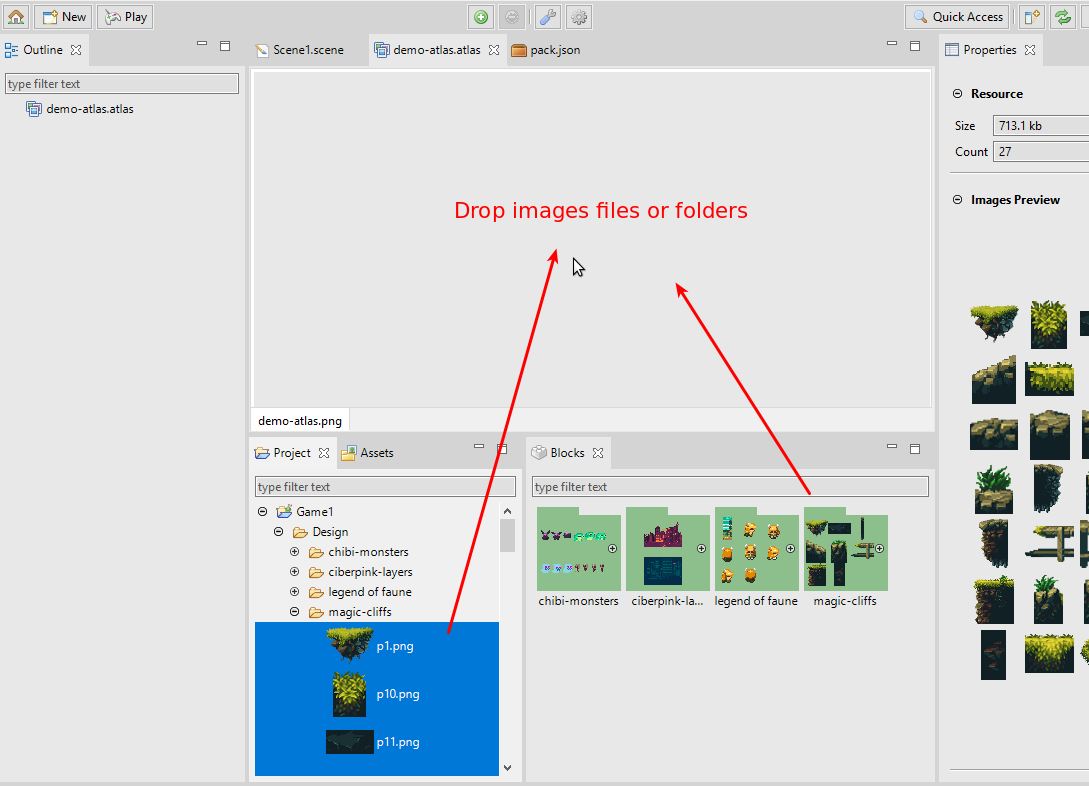 New
Play
Quick Access
Outline
Scene1.scene
demo-atlas.atlas
pack.json
Properties
type filter text
demo-atlas.atlas
Resource
Size
713.1 kb
Count
27
Images Preview
Drop images files or folders
demo-atlas.png
Project
Assets
Blocks
type filter text
type filter text
Game1
Design
chibi-monsters
ciberpink-layers
legend of faune
magic-cliffs
p1.png
p10.png
p11.png
chibi-monsters
ciberpink-la...
legend of faune
magic-cliffs